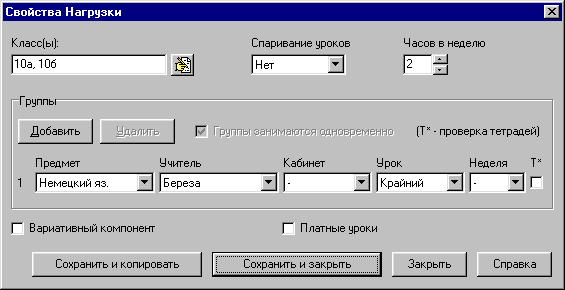 Свойства Нагрузки
Класс(ы): Спаривание уроков Часов в неделю
10а, 10б Нет 2
Группы
Добавить Удалить Группы занимаются одновременно (Т* - проверка тетрадей)
Предмет Учитель Кабинет Урок Неделя Т*
1 Немецкий яз. Береза - Крайний -
Вариативный компонент Платные уроки
Сохранить и копировать Сохранить и закрыть Закрыть Справка